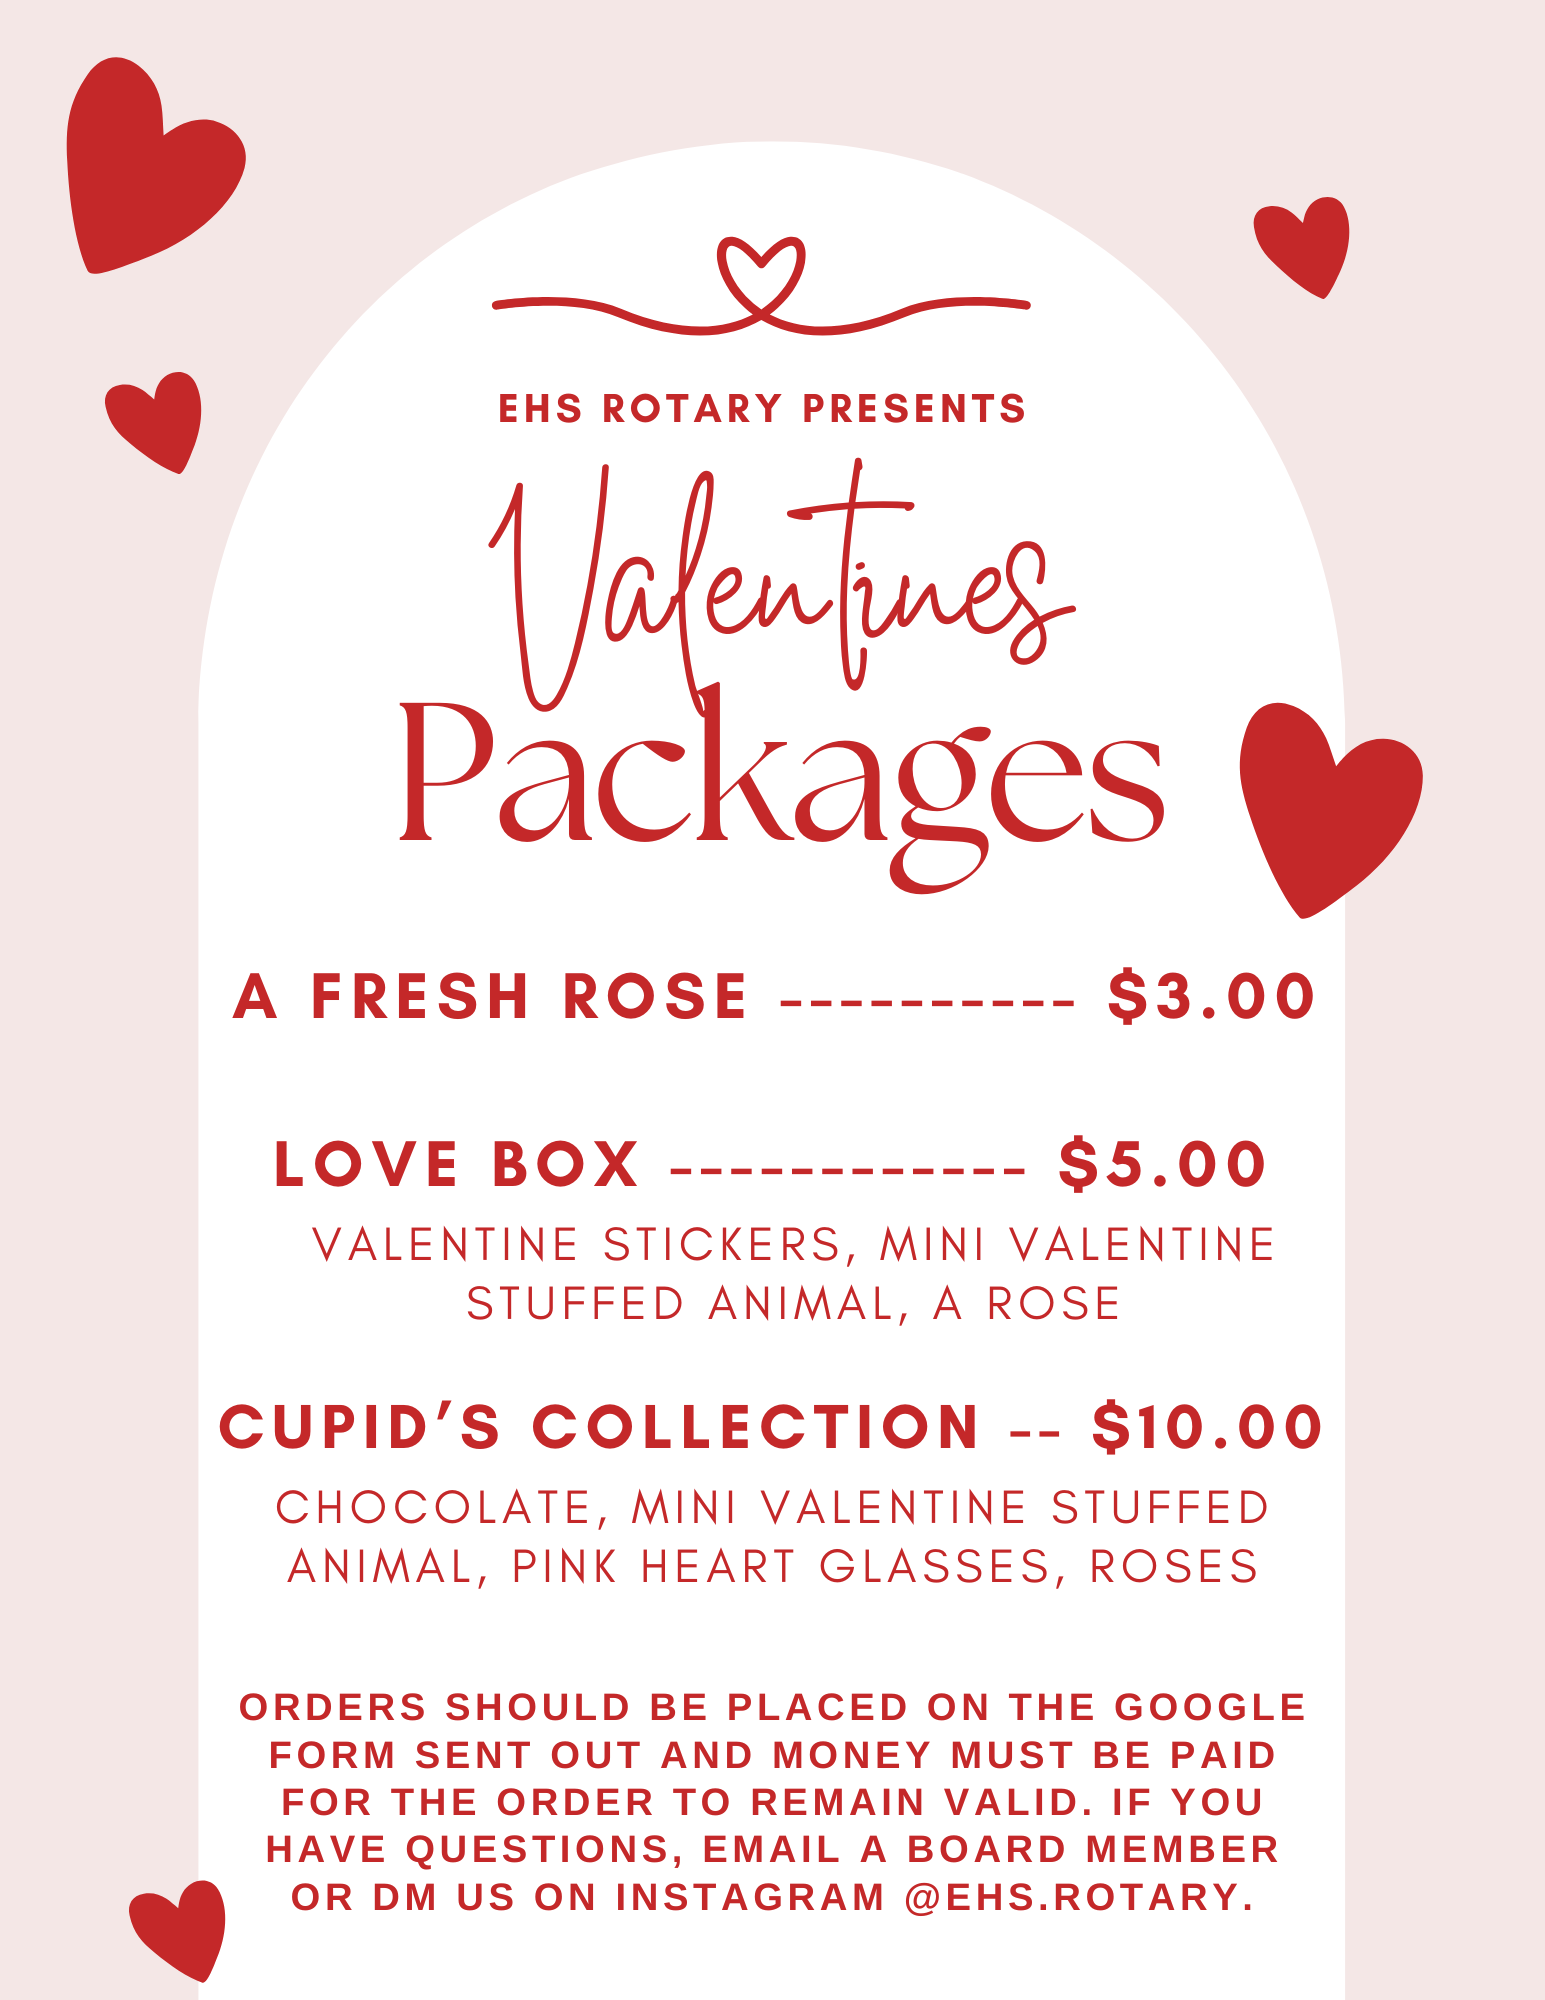 EHS ROTARY PRESENTS
Valentines
Packages
A FRESH ROSE ---------- $3.00
LOVE BOX ------------ $5.00
VALENTINE STICKERS, MINI VALENTINE
STUFFED ANIMAL, A ROSE
CUPID’S COLLECTION -- $10.00
CHOCOLATE, MINI VALENTINE STUFFED
ANIMAL, PINK HEART GLASSES, ROSES
ORDERS SHOULD BE PLACED ON THE GOOGLE
FORM SENT OUT AND MONEY MUST BE PAID
FOR THE ORDER TO REMAIN VALID. IF YOU
HAVE QUESTIONS, EMAIL A BOARD MEMBER
OR DM US ON INSTAGRAM @EHS.ROTARY.